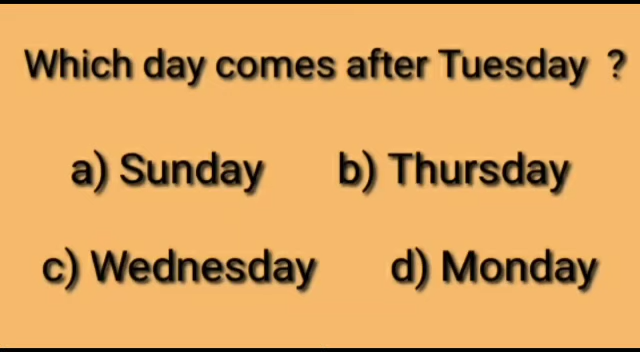 Which day comes after Tuesday ?
a) Sunday b) Thursday
c) Wednesday d) Monday